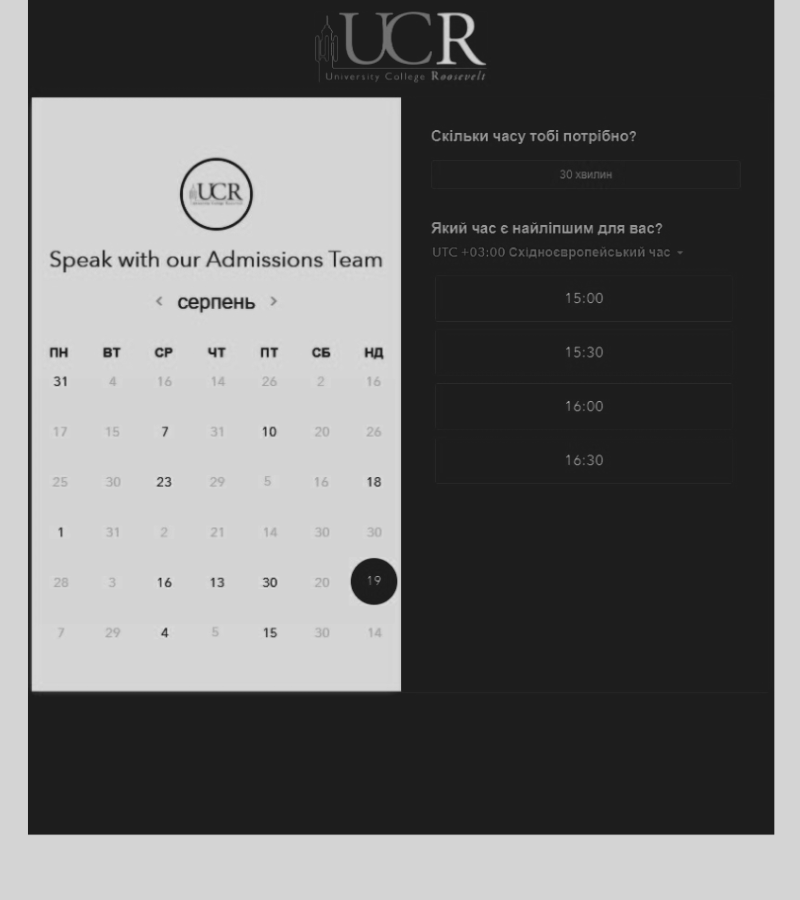 UCR
University College Roosevelt
UCR
Speak with our Admissions Team
< серпень >
ПН ВТ СР ЧТ ПТ СБ НД
31 4 16 14 26 2 16
17 15 7 31 10 20 26
25 30 23 29 5 16 18
1 31 2 21 14 30 30
28 3 16 13 30 20 19
7 29 4 5 15 30 14
Скільки часу тобі потрібно?
30 хвилин
Який час є найліпшим для вас?
UTC +03:00 Східноєвропейський час
15:00
15:30
16:00
16:30